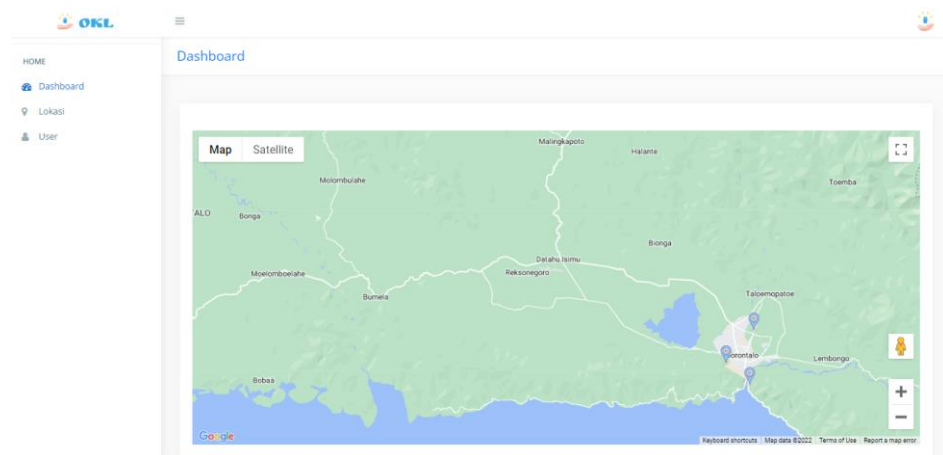 OKL
HOME
Dashboard
Lokasi
User
Dashboard
Map
Satellite
Malingkapoto
Halante
Molombulahe
Toemba
ALO
Bonga
Bionga
Datahu Isimu
Moelomboelahe
Reksonegoro
Bumela
Taloemopatoe
Gorontalo
Lembongo
Bobaa
Google
Keyboard shortcuts
Map data ©2022
Terms of Use
Report a map error